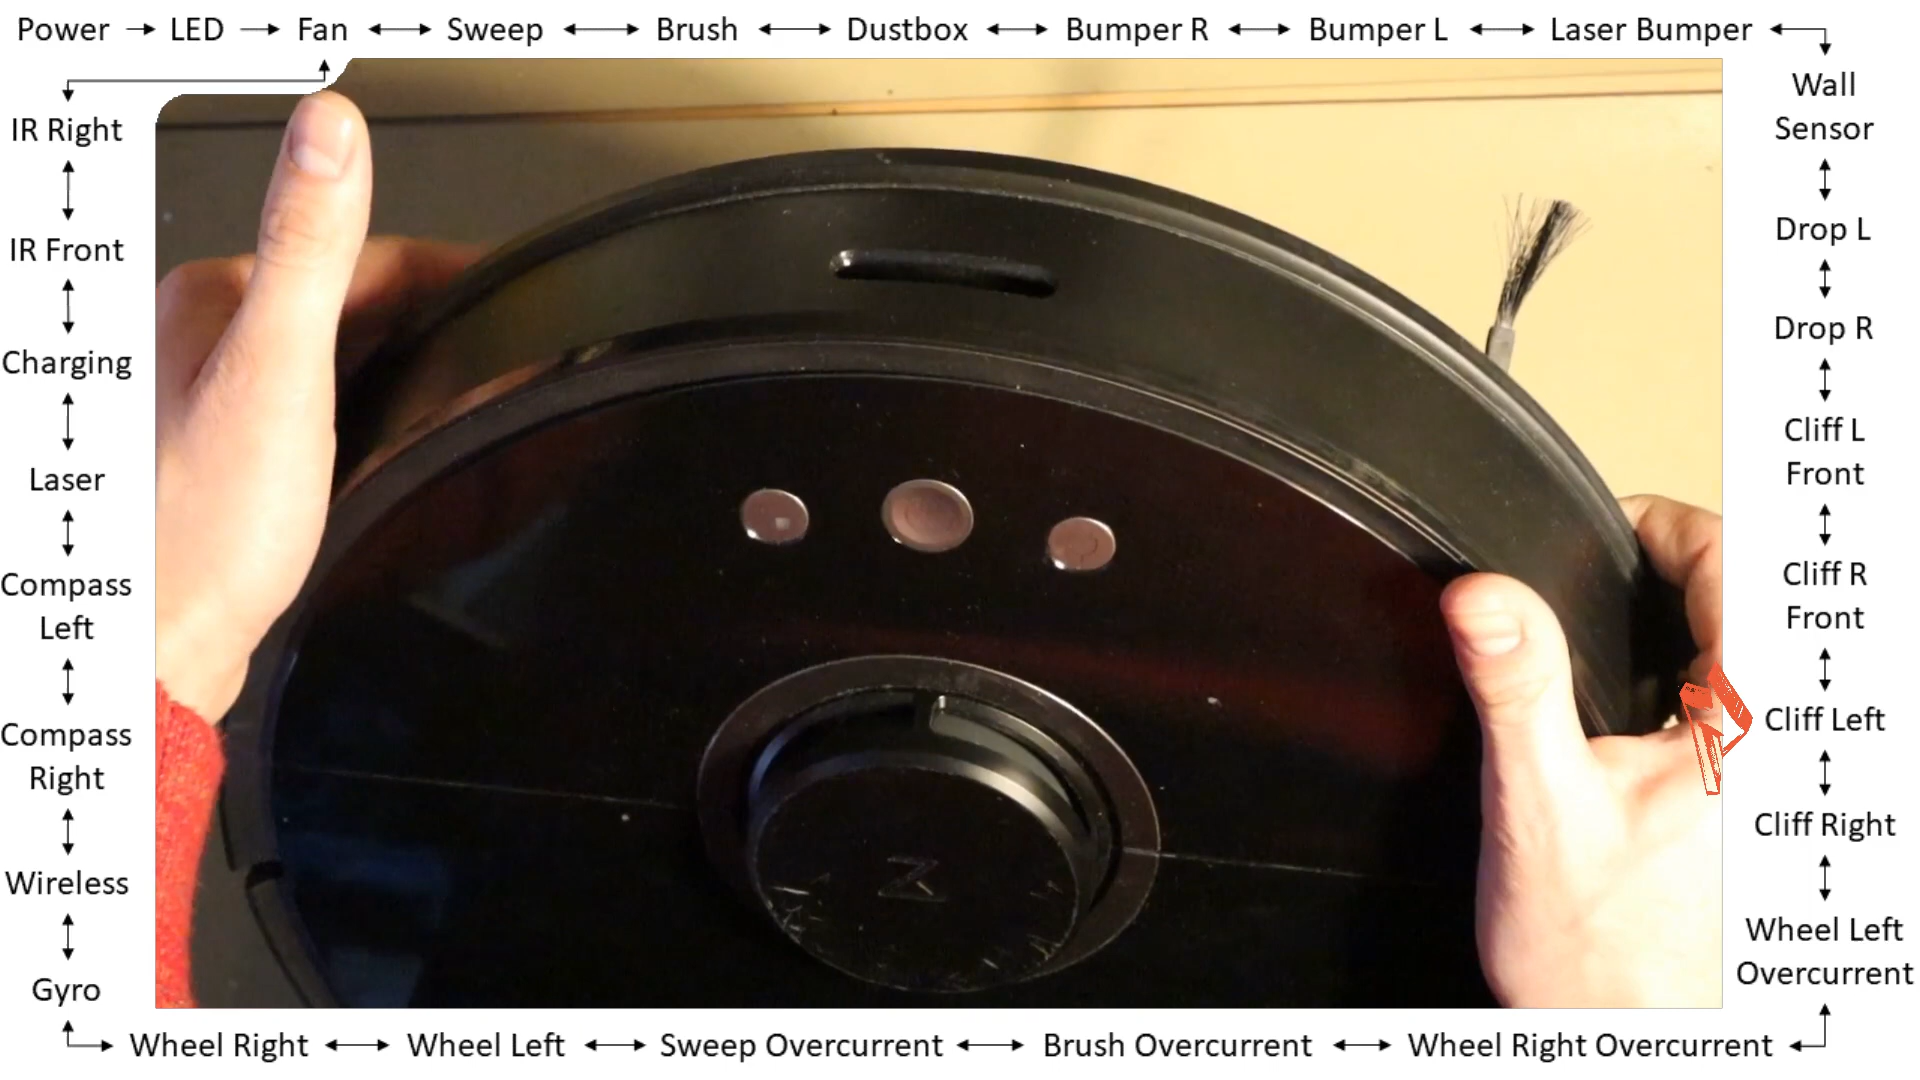 Power LED Fan Sweep Brush Dustbox Bumper R Bumper L Laser Bumper
Wall
Sensor
Drop L
Drop R
Cliff L
Front
Cliff R
Front
Cliff Left
Cliff Right
Wheel Left
Overcurrent
Wheel Right Overcurrent
Brush Overcurrent
Sweep Overcurrent
Wheel Left
Wheel Right
Gyro
Wireless
Compass
Right
Compass
Left
Laser
Charging
IR Front
IR Right